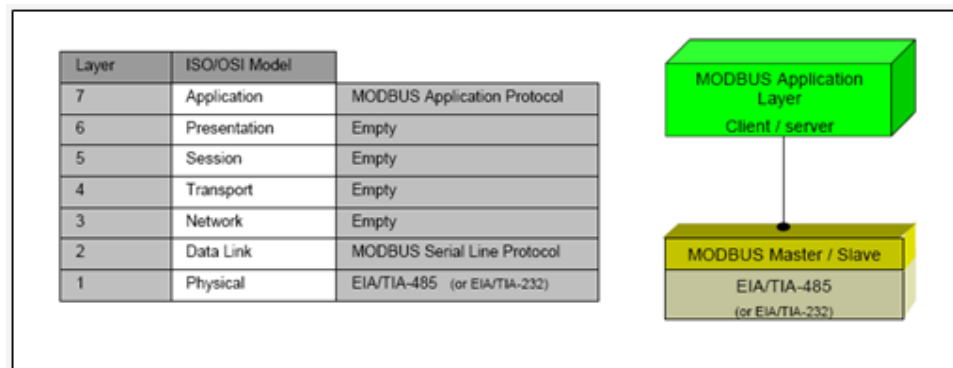 Layer ISO/OSI Model
7 Application MODBUS Application Protocol
6 Presentation Empty
5 Session Empty
4 Transport Empty
3 Network Empty
2 Data Link MODBUS Serial Line Protocol
1 Physical EIA/TIA-485 (or EIA/TIA-232)
MODBUS Application
Layer
Client / server
MODBUS Master / Slave
EIA/TIA-485
(or EIA/TIA-232)